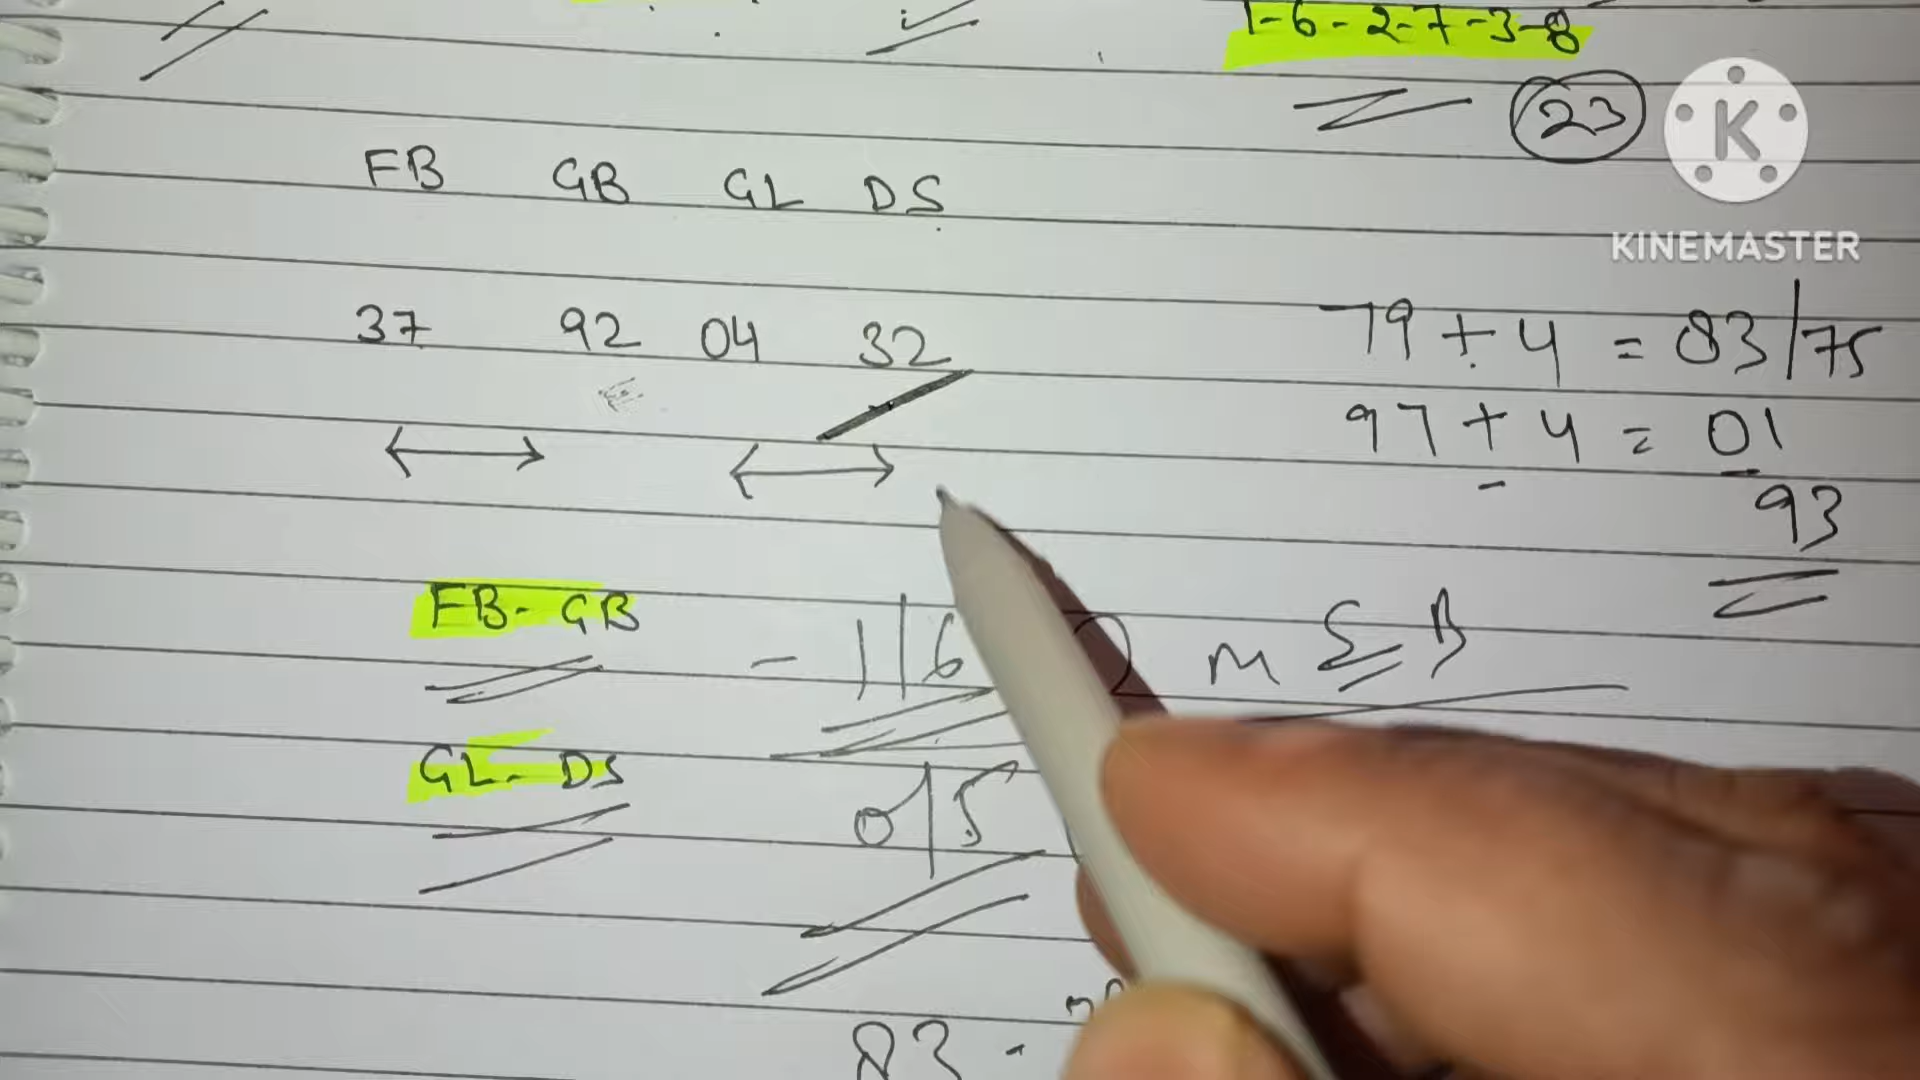 1-6-2-7-3-8
23
K
KINEMASTER
FB GB GL DS
37 92 04 32
79 + 4 = 83/75
97 + 4 = 01
93
FB- GB - 1|6 m
GL- DS 0|5
83 -